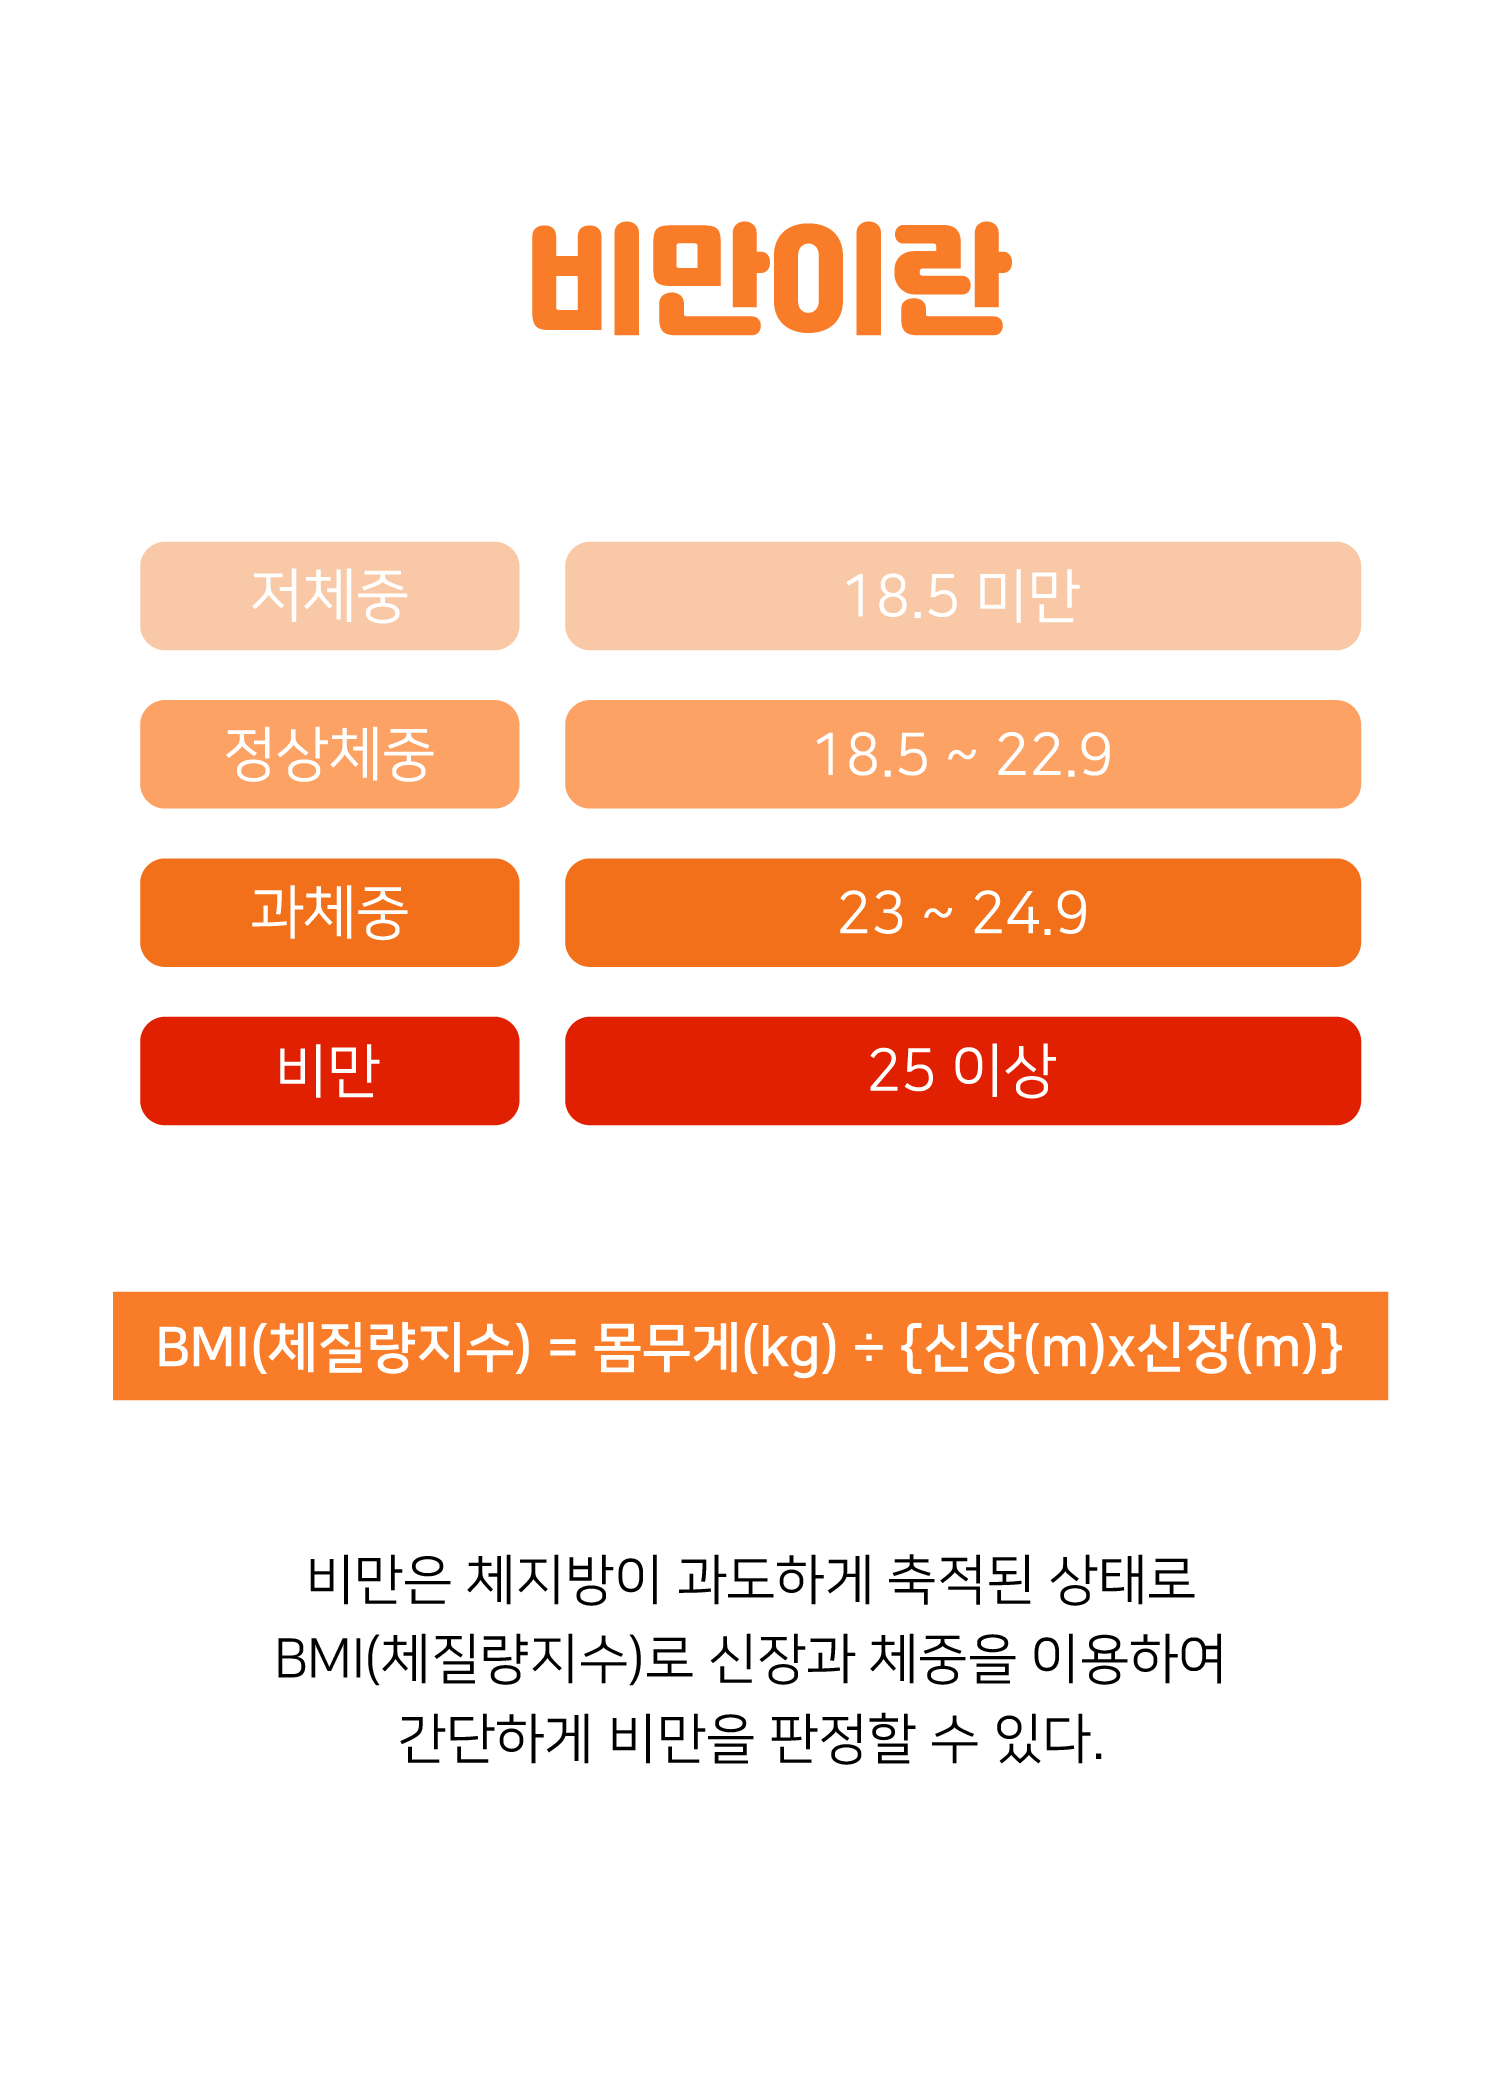 비만이란
저체중 18.5 미만
정상체중 18.5 ~ 22.9
과체중 23 ~ 24.9
비만 25 이상
BMI(체질량지수) = 몸무게(kg) ÷ {신장(m)x신장(m)}
비만은 체지방이 과도하게 축적된 상태로
BMI(체질량지수)로 신장과 체중을 이용하여
간단하게 비만을 판정할 수 있다.